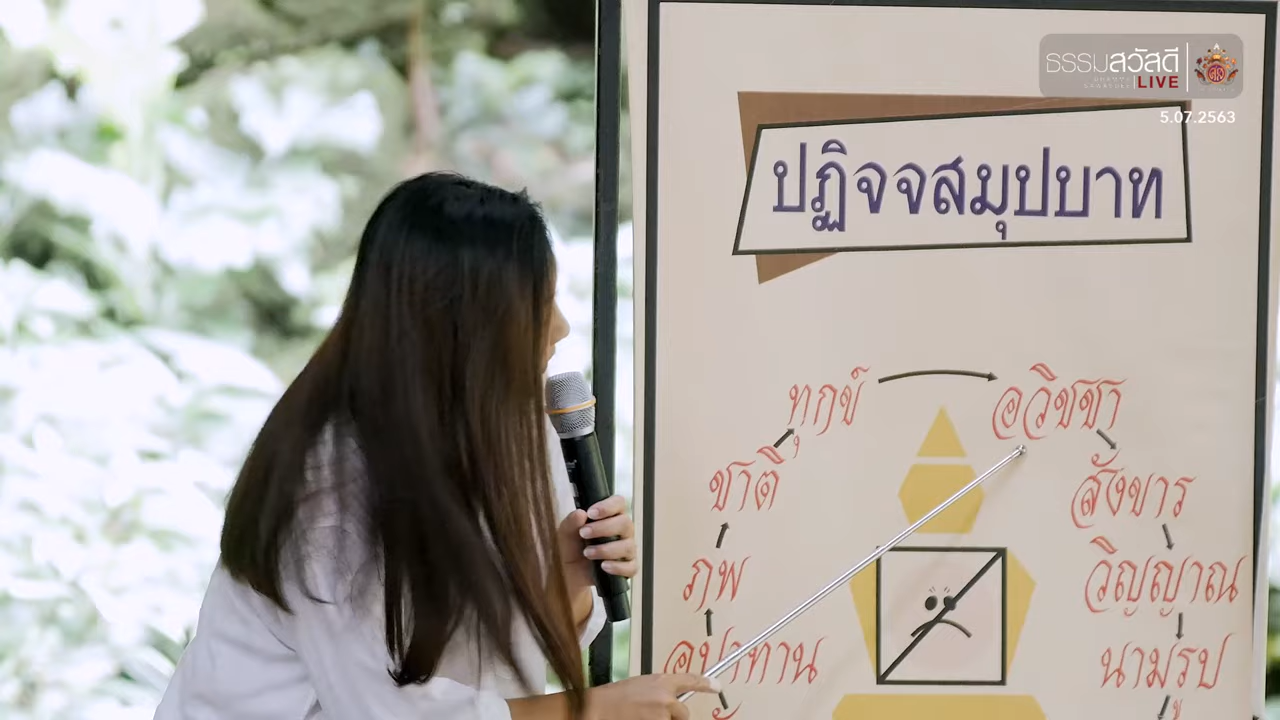 ธรรมสวัสดี
LIVE
5.07.2563
ปฏิจจสมุปบาท
ทุกข์
อวิชชา
ชาติ
สังขาร
ภพ
วิญญาณ
อุปาทาน
นามรูป